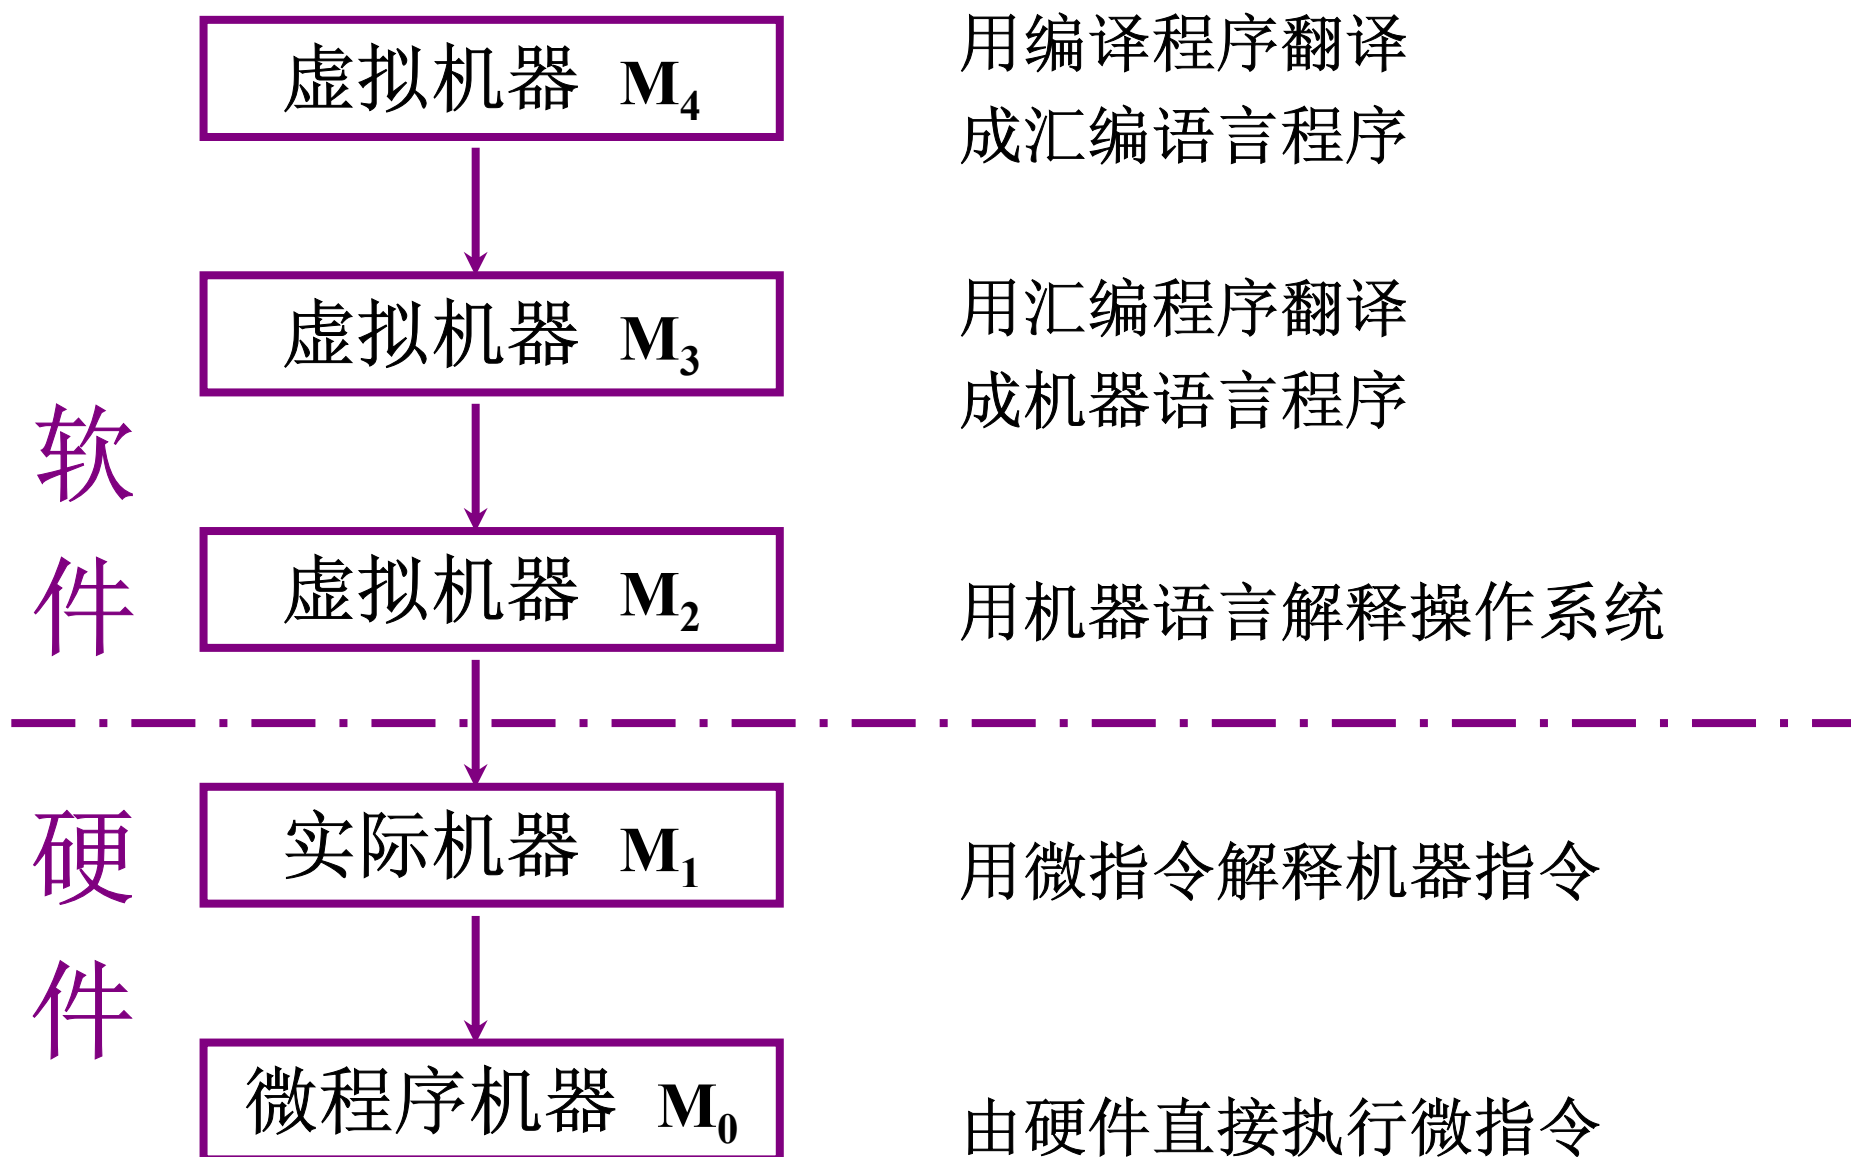 虚拟机器 M4
用编译程序翻译
成汇编语言程序
虚拟机器 M3
用汇编程序翻译
成机器语言程序
软
件
虚拟机器 M2
用机器语言解释操作系统
硬
件
实际机器 M1
用微指令解释机器指令
微程序机器 M0
由硬件直接执行微指令